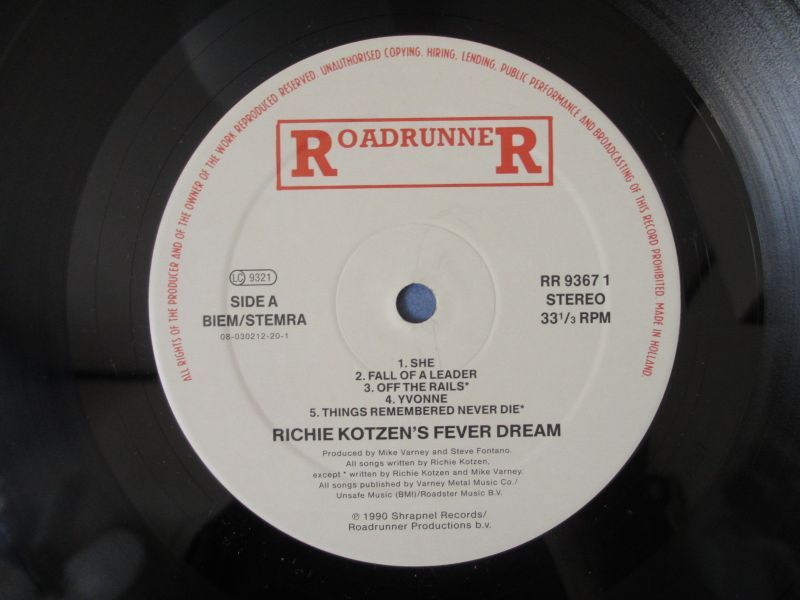 ALL RIGHTS OF THE PRODUCER AND OF THE OWNER OF THE WORK REPRODUCED RESERVED. UNAUTHORISED COPYING, HIRING, LENDING, PUBLIC PERFORMANCE AND BROADCASTING OF THIS RECORD PROHIBITED. MADE IN HOLLAND.
ROADRUNNER
LC 9321
SIDE A
BIEM/STEMRA
08-030212-20-1
RR 9367 1
STEREO
33 1/3 RPM
1. SHE
2. FALL OF A LEADER
3. OFF THE RAILS*
4. YVONNE
5. THINGS REMEMBERED NEVER DIE*
RICHIE KOTZEN'S FEVER DREAM
Produced by Mike Varney and Steve Fontano.
All songs written by Richie Kotzen,
except * written by Richie Kotzen and Mike Varney.
All songs published by Varney Metal Music Co./
Unsafe Music (BMI)/Roadster Music B.V.
℗ 1990 Shrapnel Records/
Roadrunner Productions b.v.